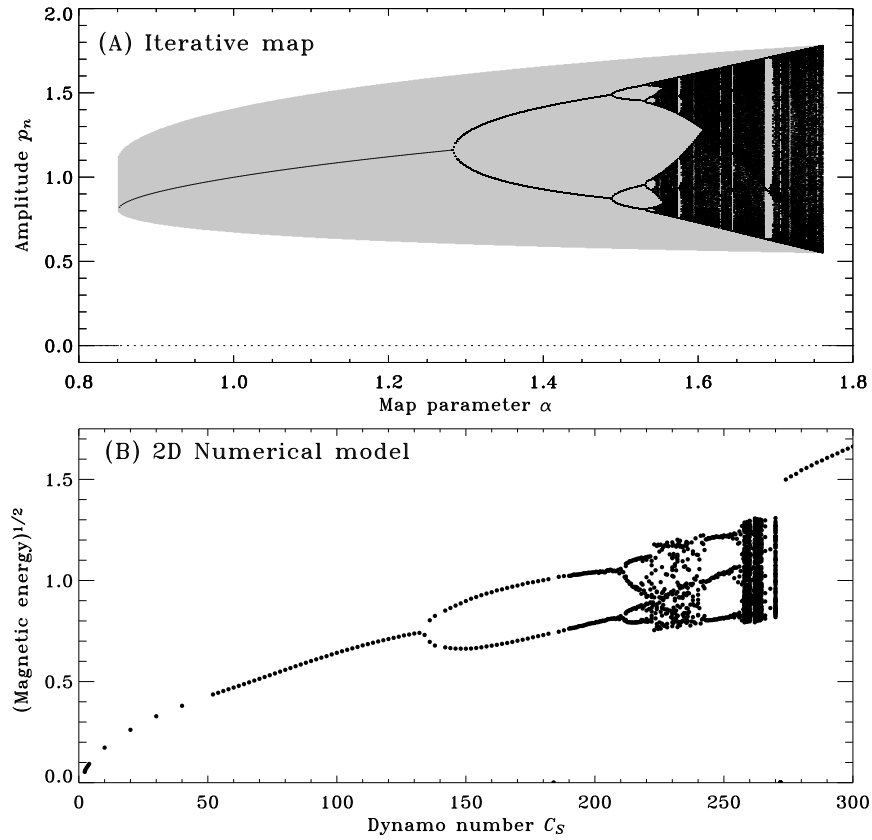 (A) Iterative map
2.0
1.5
1.0
0.5
0.0
Amplitude pₙ
0.8 1.0 1.2 1.4 1.6 1.8
Map parameter α
(B) 2D Numerical model
1.5
1.0
0.5
0.0
(Magnetic energy)^1/2
0 50 100 150 200 250 300
Dynamo number C_S